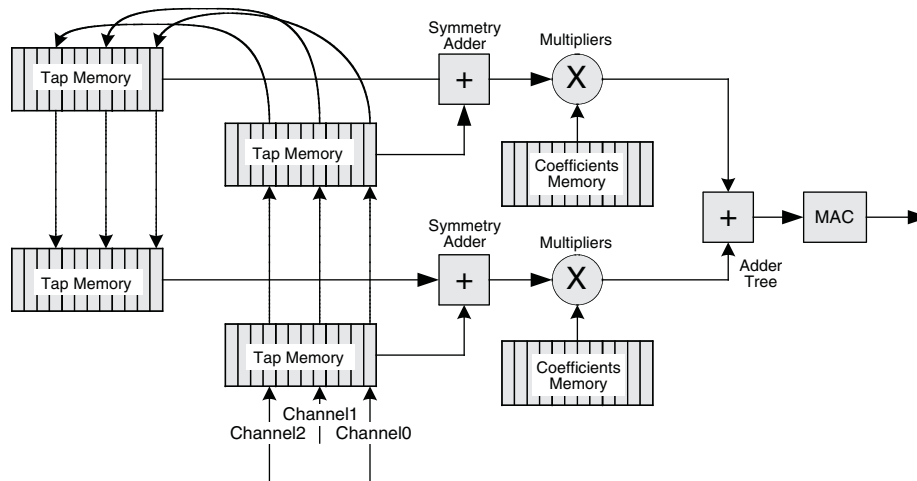 Symmetry
Adder
Multipliers
Tap Memory
+
X
Tap Memory
Coefficients
Memory
+
MAC
Symmetry
Adder
Multipliers
Tap Memory
+
X
Adder
Tree
Tap Memory
Coefficients
Memory
Channel1
Channel2
Channel0